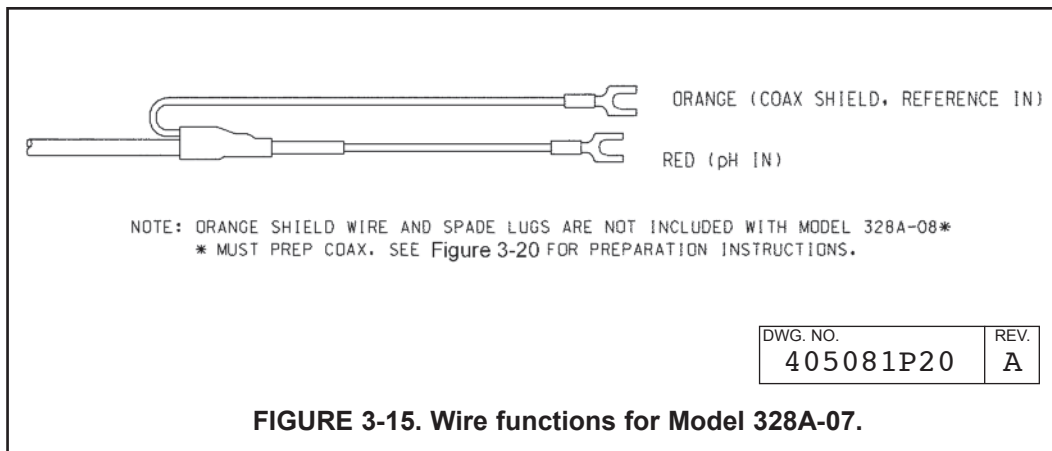 ORANGE (COAX SHIELD, REFERENCE IN)
RED (pH IN)
NOTE: ORANGE SHIELD WIRE AND SPADE LUGS ARE NOT INCLUDED WITH MODEL 328A-08*
* MUST PREP COAX. SEE Figure 3-20 FOR PREPARATION INSTRUCTIONS.
DWG. NO. REV.
405081P20 A
FIGURE 3-15. Wire functions for Model 328A-07.